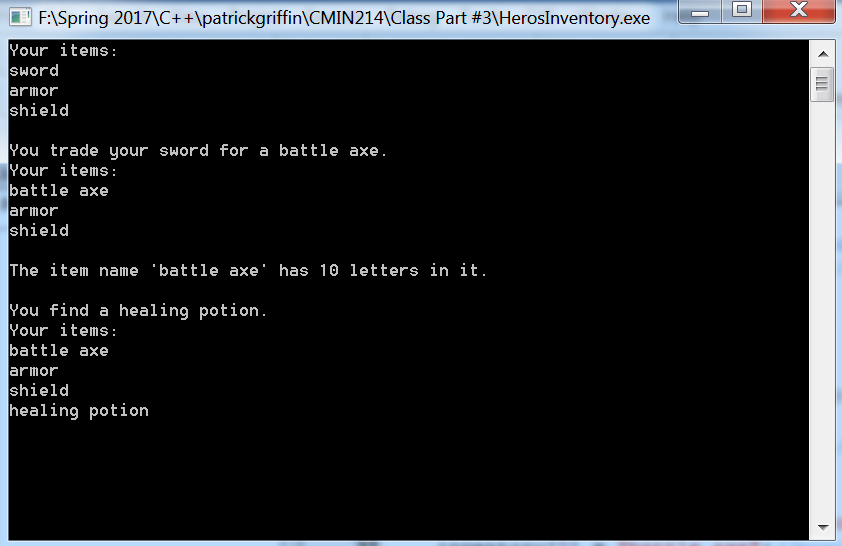 F:\Spring 2017\C++\patrickgriffin\CMIN214\Class Part #3\HerosInventory.exe
Your items:
sword
armor
shield
You trade your sword for a battle axe.
Your items:
battle axe
armor
shield
The item name 'battle axe' has 10 letters in it.
You find a healing potion.
Your items:
battle axe
armor
shield
healing potion